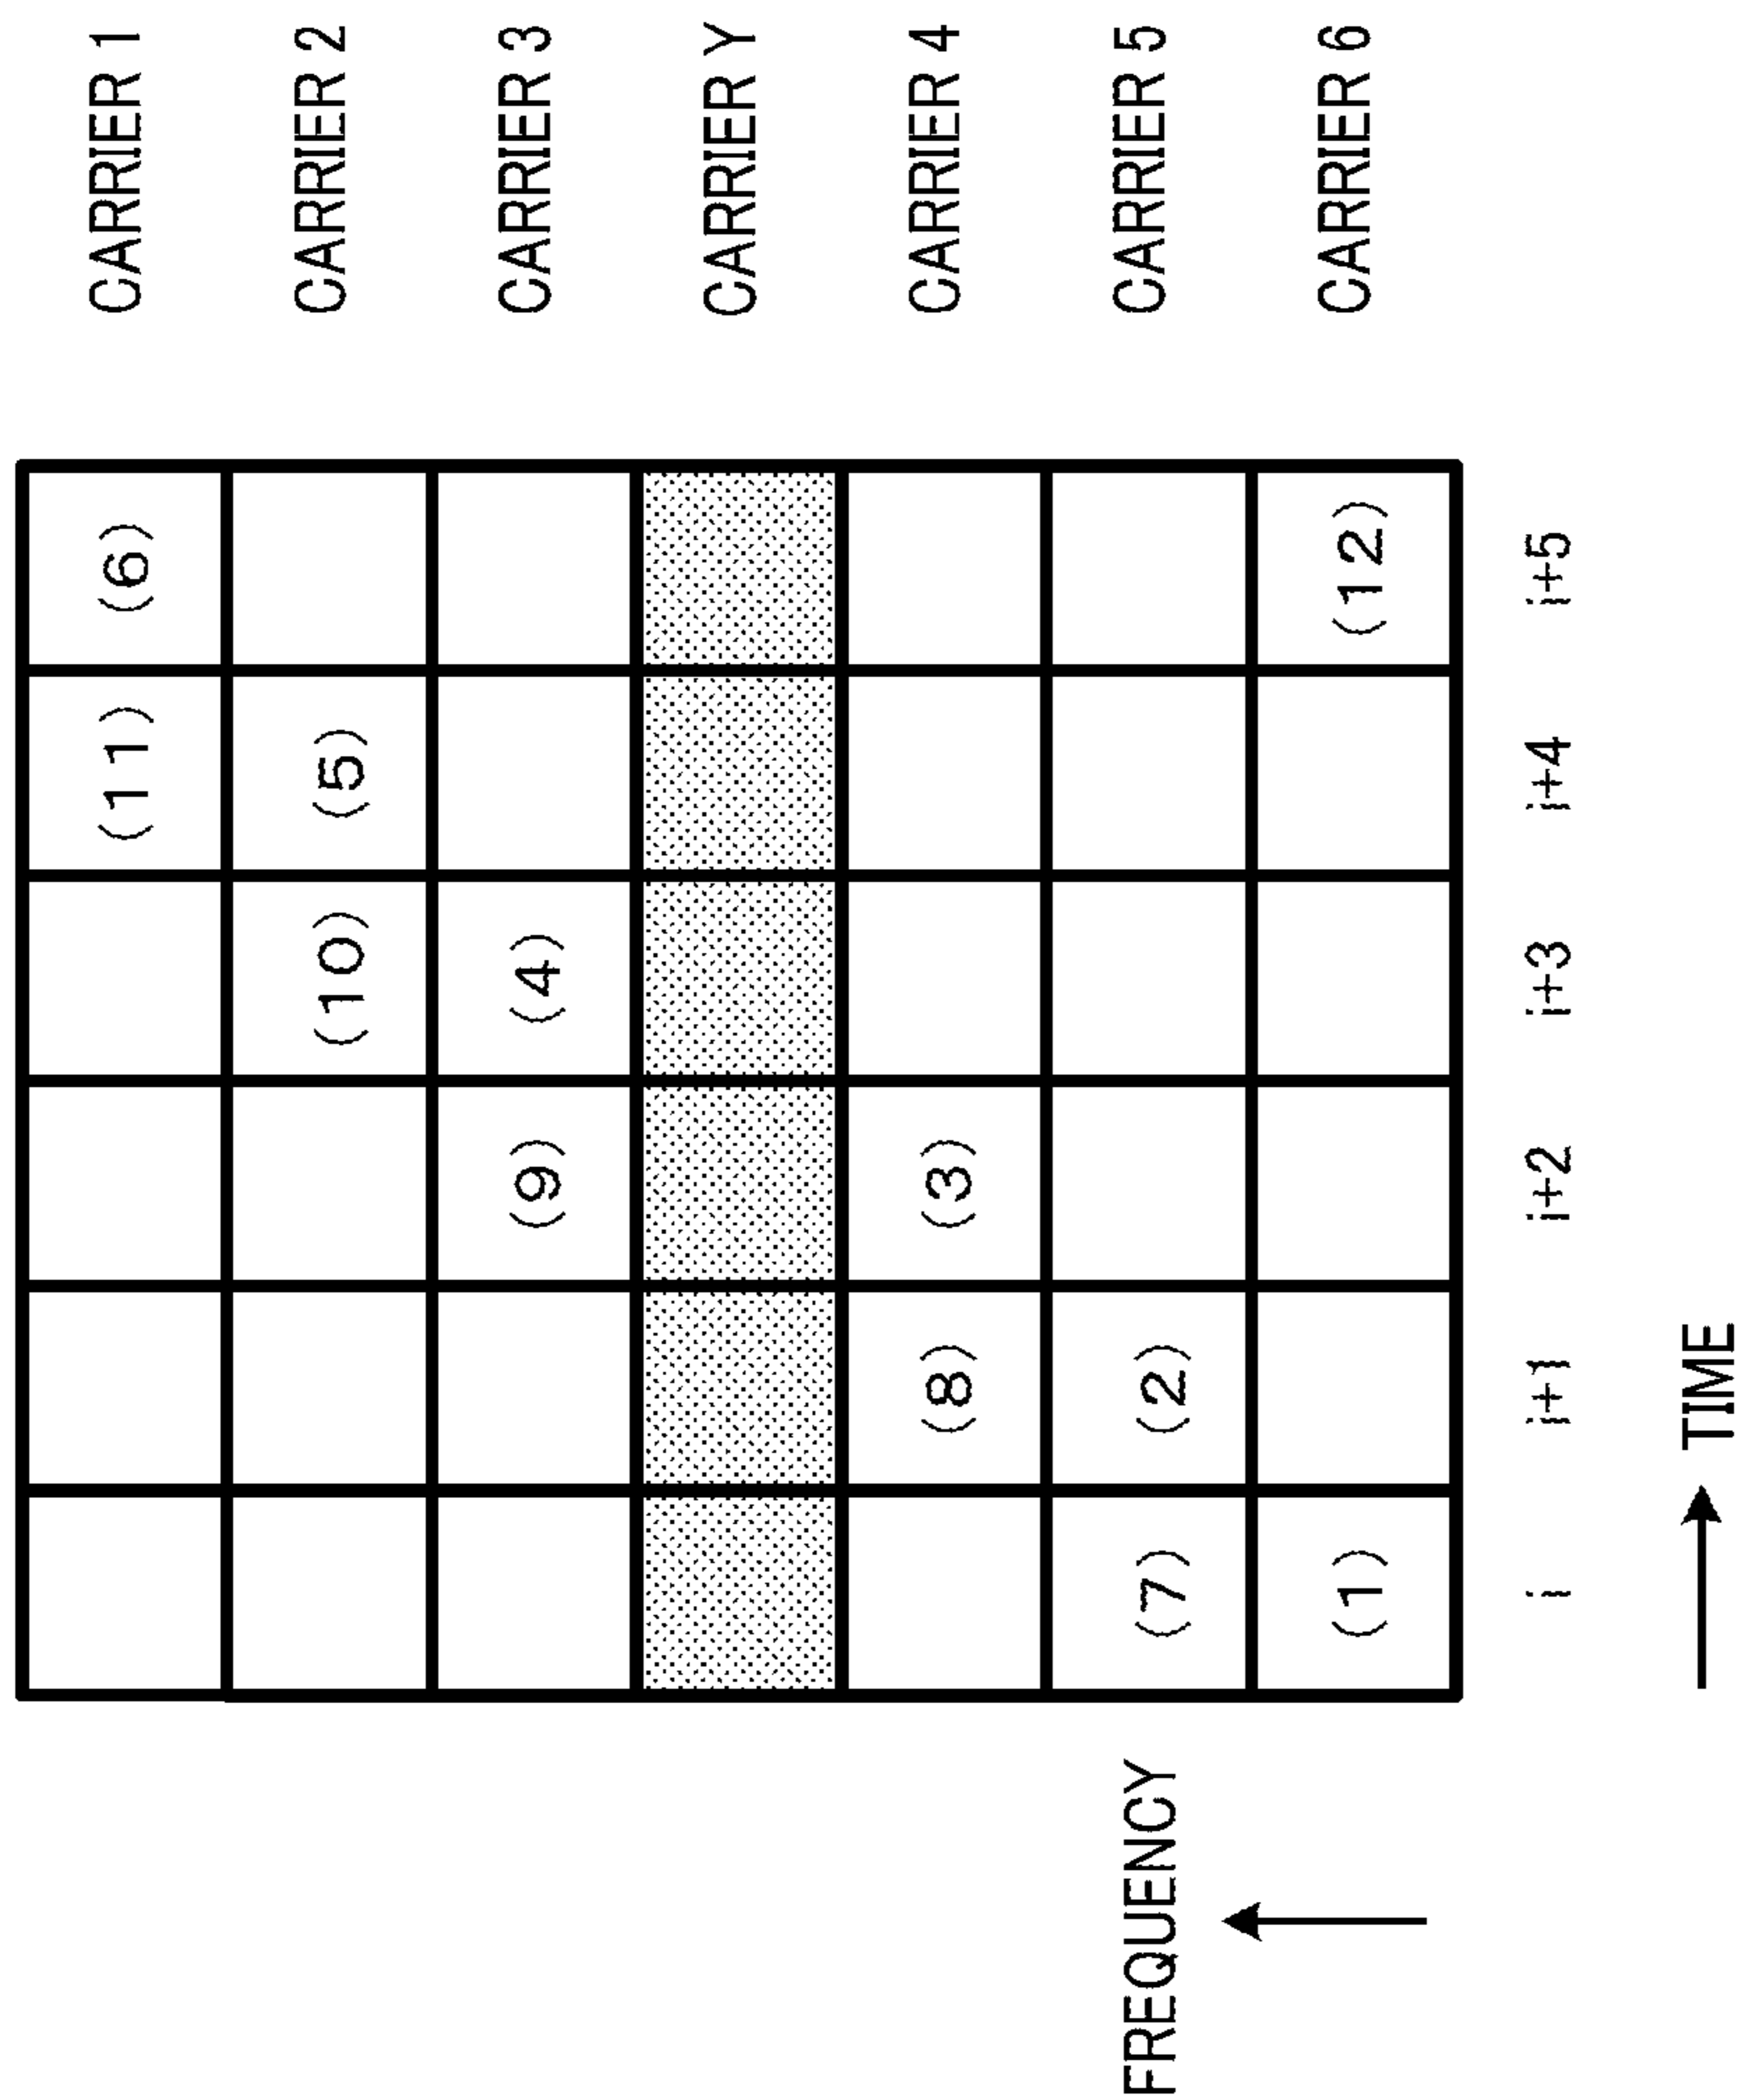 (11) (6) CARRIER 1
(10) (5) CARRIER 2
(9) (4) CARRIER 3
CARRIER Y
(8) (3) CARRIER 4
FREQUENCY (7) (2) CARRIER 5
(1) (12) CARRIER 6
i i+1 i+2 i+3 i+4 i+5
TIME